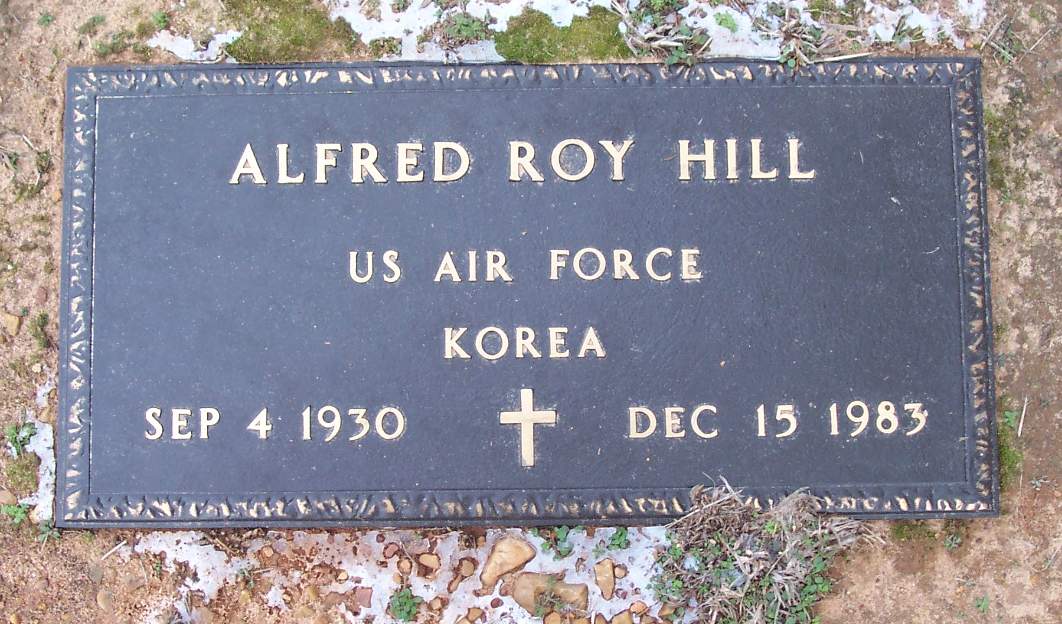 ALFRED ROY HILL
US AIR FORCE
KOREA
SEP 4 1930 DEC 15 1983